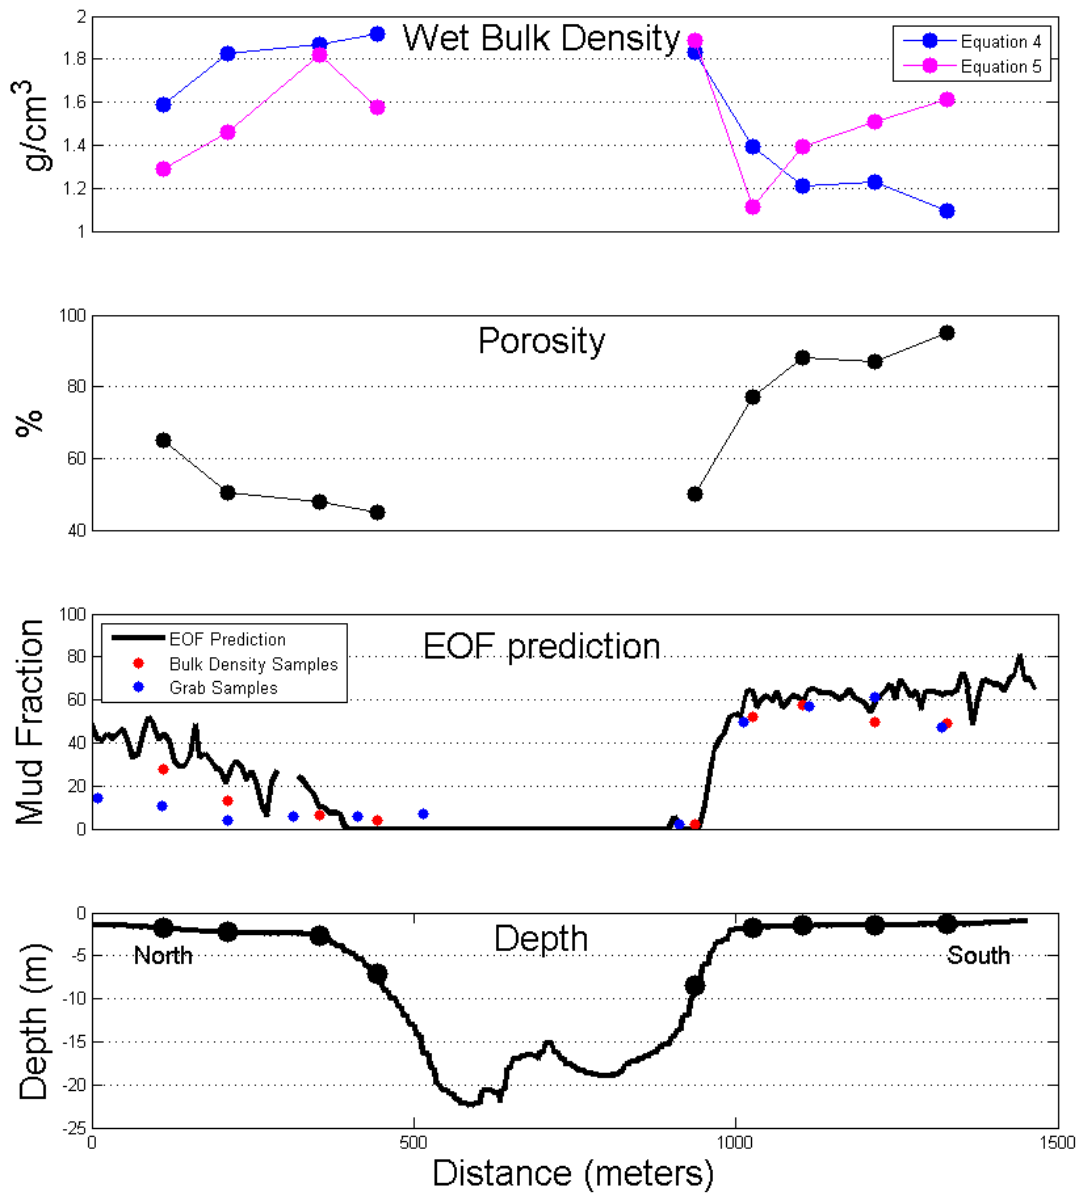 Wet Bulk Density
Equation 4
Equation 5
g/cm3
2
1.8
1.6
1.4
1.2
1
Porosity
%
100
80
60
40
EOF prediction
EOF Prediction
Bulk Density Samples
Grab Samples
Mud Fraction
100
80
60
40
20
0
Depth
North
South
Depth (m)
0
-5
-10
-15
-20
-25
0
500
1000
1500
Distance (meters)